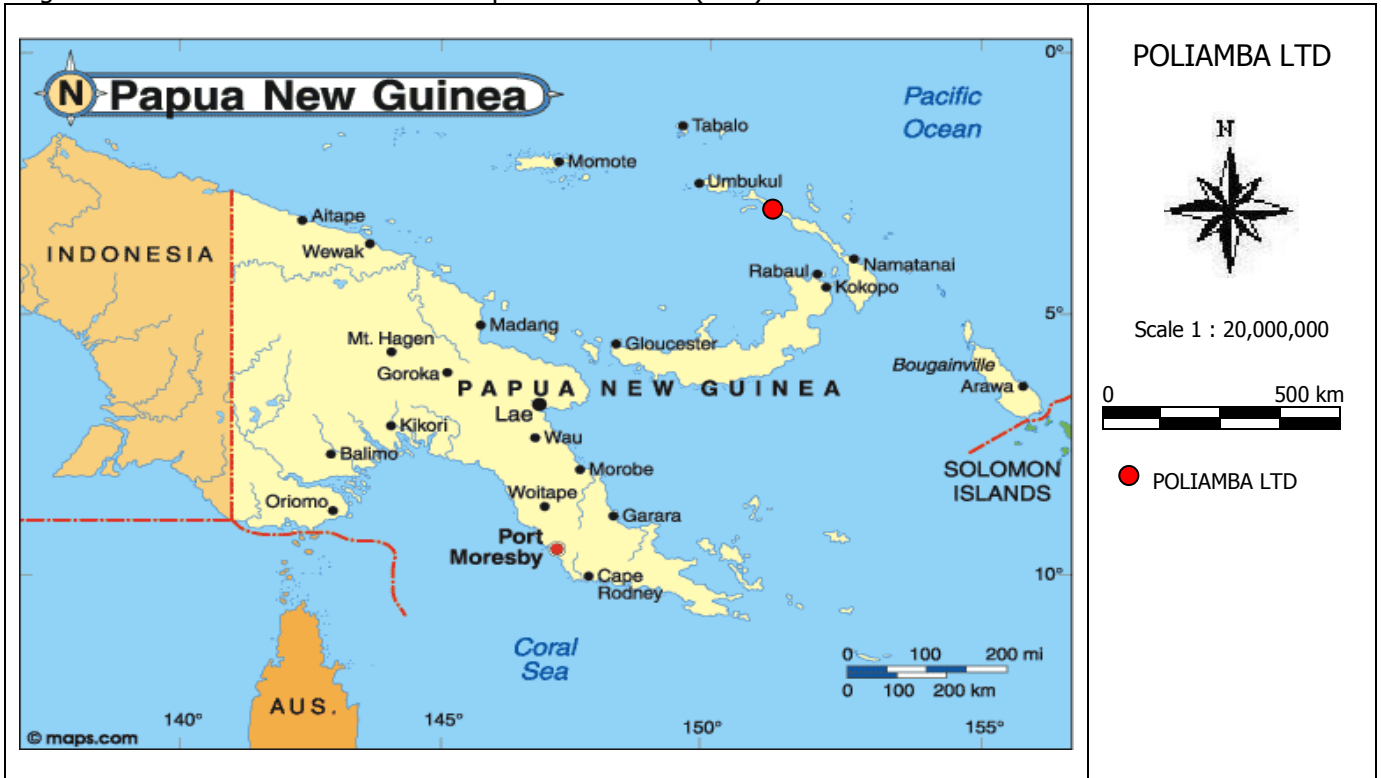 POLIAMBA LTD
N
Papua New Guinea
0°
Pacific
Ocean
Tabalo
Momote
Umbukul
N
Aitape
INDONESIA
Wewak
Rabaul
Namatanai
Kokopo
5°
Madang
Scale 1 : 20,000,000
Mt. Hagen
Gloucester
Bougainville
Goroka
PAPUA NEW GUINEA
Arawa
0 500 km
Lae
Kikori
Wau
Balimo
Morobe
SOLOMON
ISLANDS
POLIAMBA LTD
Woitape
Oriomo
Garara
Port
Moresby
10°
Cape
Rodney
Coral
Sea
0 100 200 mi
0 100 200 km
AUS.
140° 145° 150° 155°
© maps.com